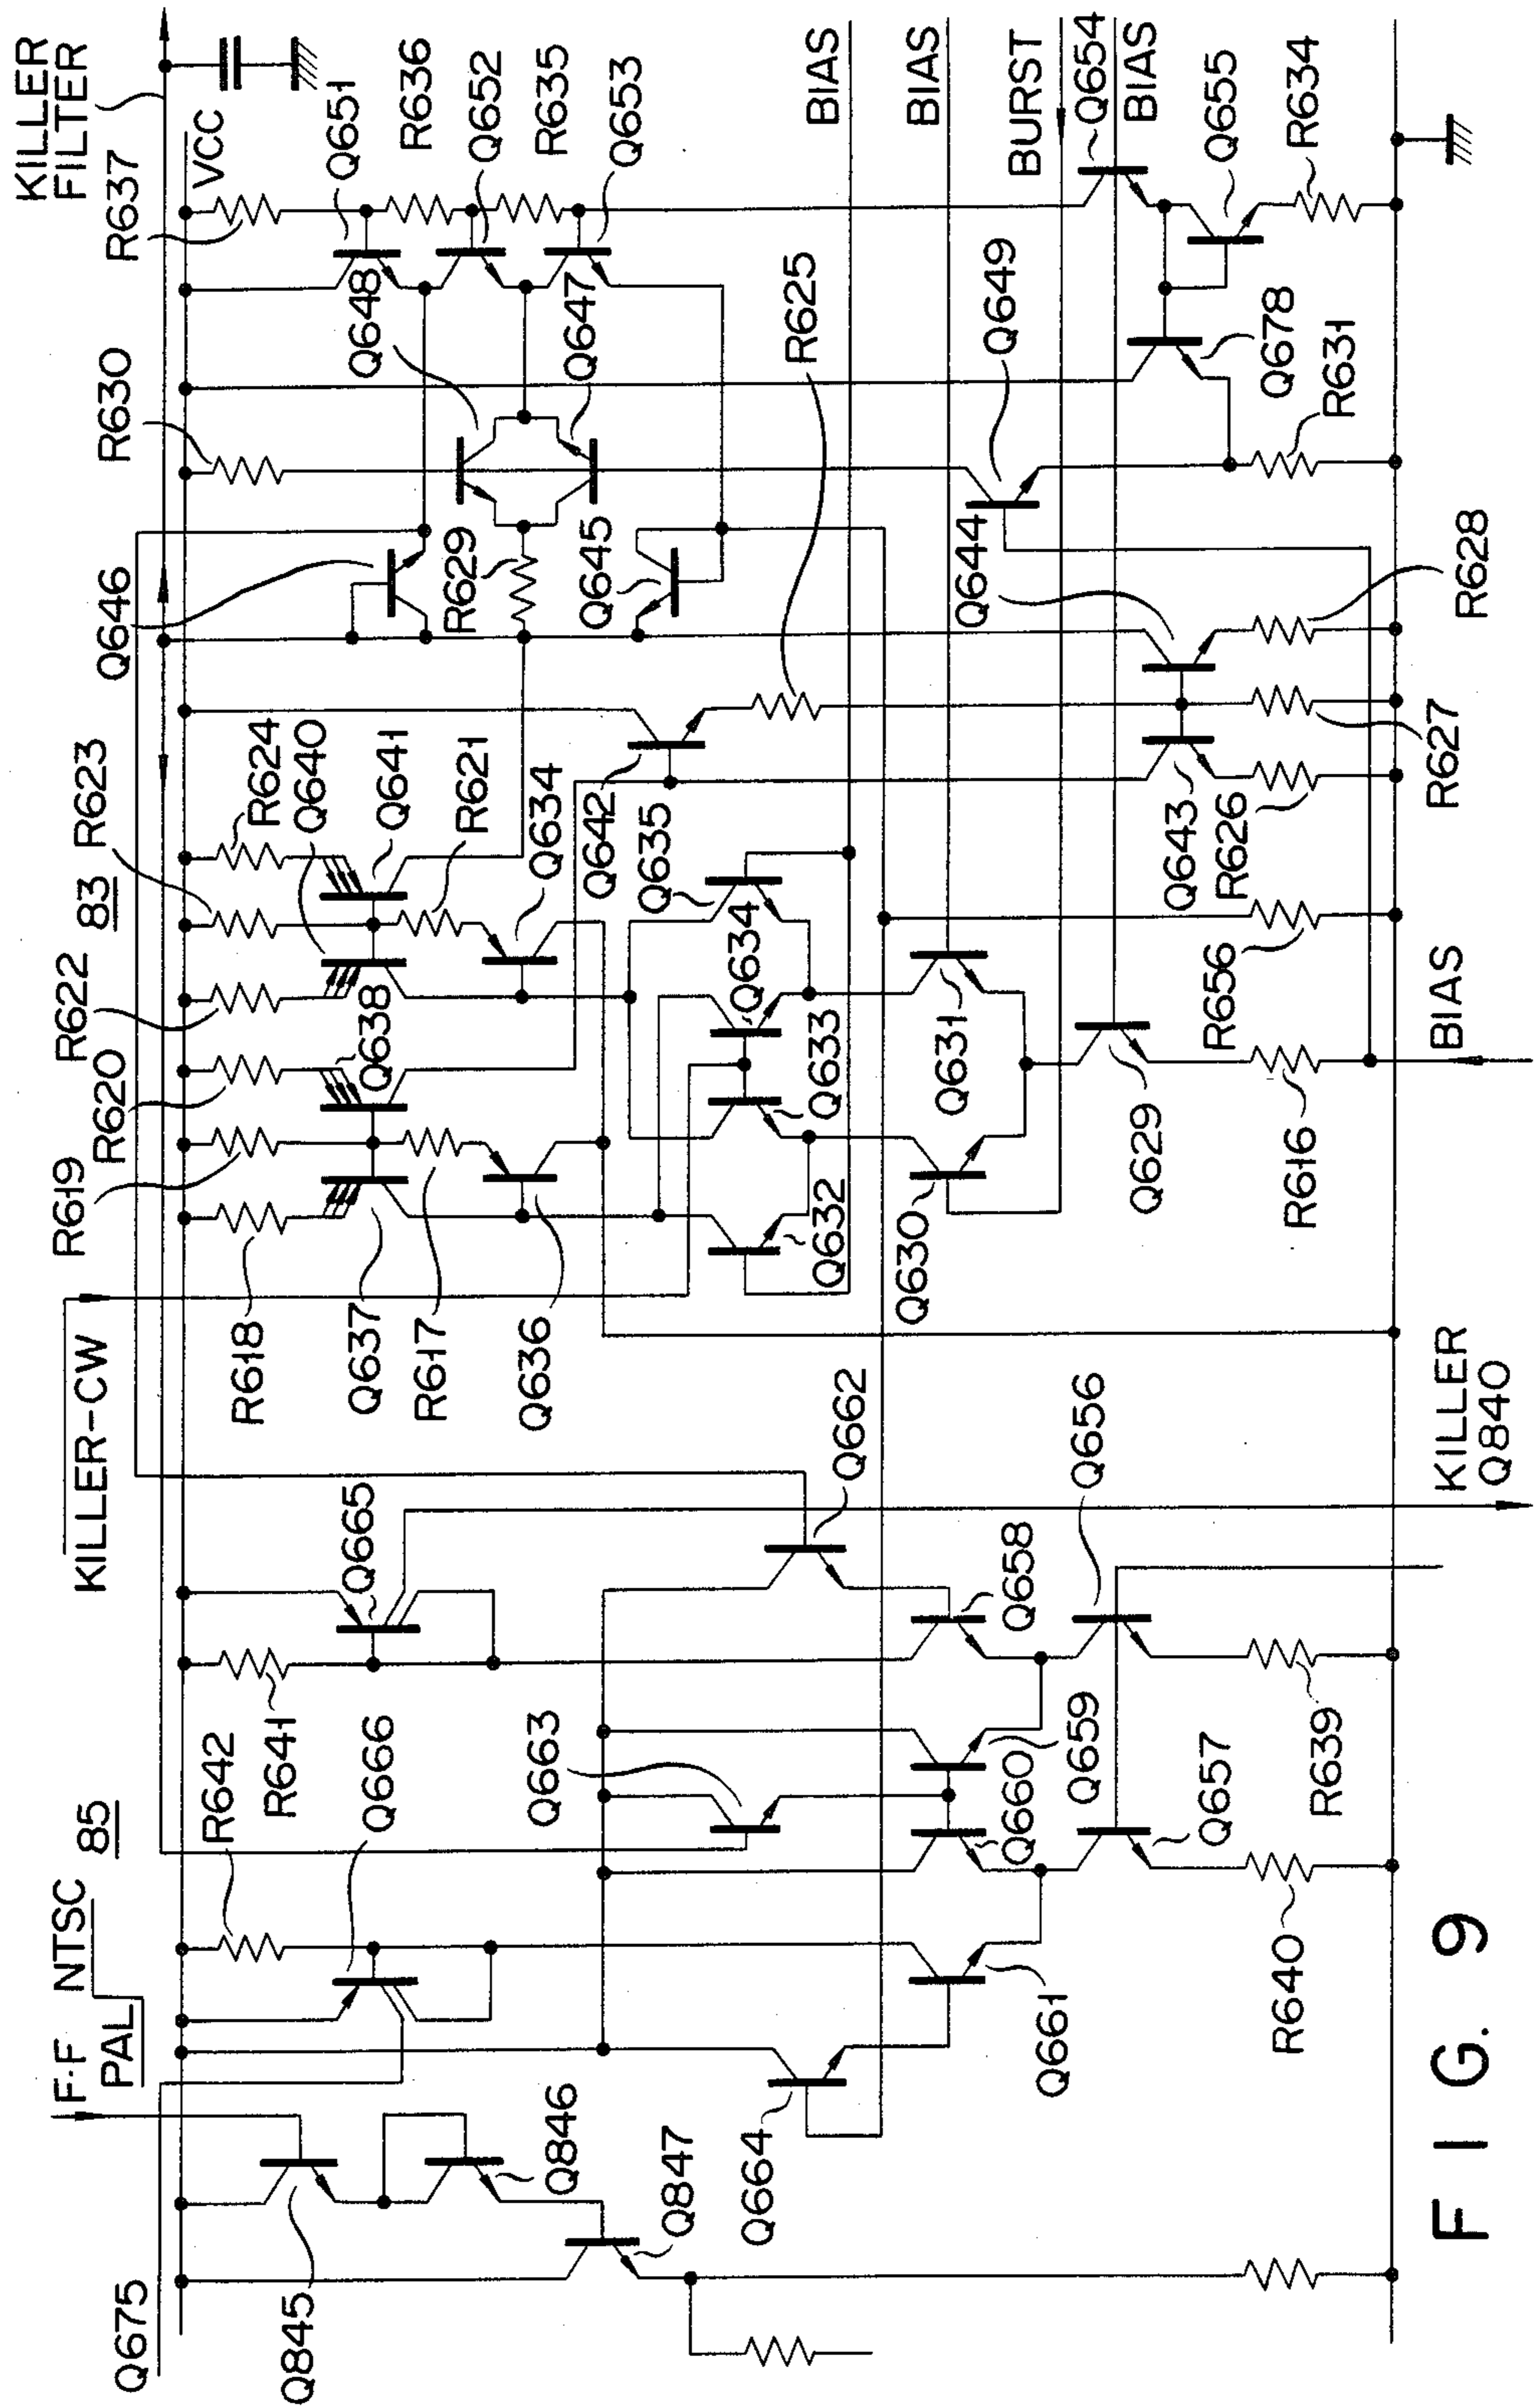 KILLER
FILTER
R637
VCC
Q651
R636
Q652
R635
Q653
R630
Q648
Q647
Q646
R629
Q645
R625
BIAS
BIAS
BURST
Q654
BIAS
Q649
Q655
R634
Q678
R631
Q644
R628
R627
Q643
R626
R656
BIAS
R623
83
R624
Q640
Q641
R621
Q634
Q642
Q635
R622
R620
R619
Q638
Q634
Q633
Q631
Q629
R616
R618
Q637
R617
Q636
Q632
Q630
KILLER-CW
Q665
Q662
Q658
Q656
KILLER
Q840
R641
R642
Q666
Q663
Q660
Q659
Q657
R639
R640
85
NTSC
F·F
PAL
Q661
Q664
Q846
Q847
Q845
Q675
FIG. 9